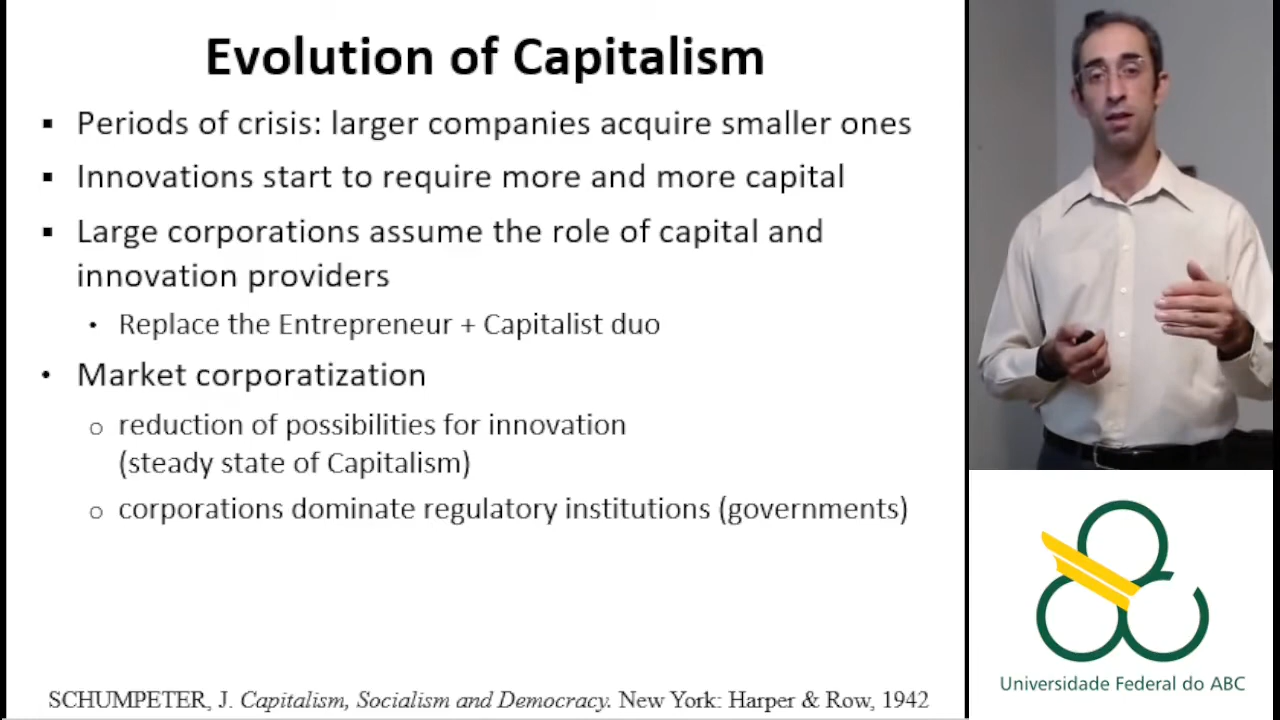 Evolution of Capitalism
▪ Periods of crisis: larger companies acquire smaller ones
▪ Innovations start to require more and more capital
▪ Large corporations assume the role of capital and
innovation providers
• Replace the Entrepreneur + Capitalist duo
• Market corporatization
○ reduction of possibilities for innovation
(steady state of Capitalism)
○ corporations dominate regulatory institutions (governments)
SCHUMPETER, J. Capitalism, Socialism and Democracy. New York: Harper & Row, 1942
Universidade Federal do ABC